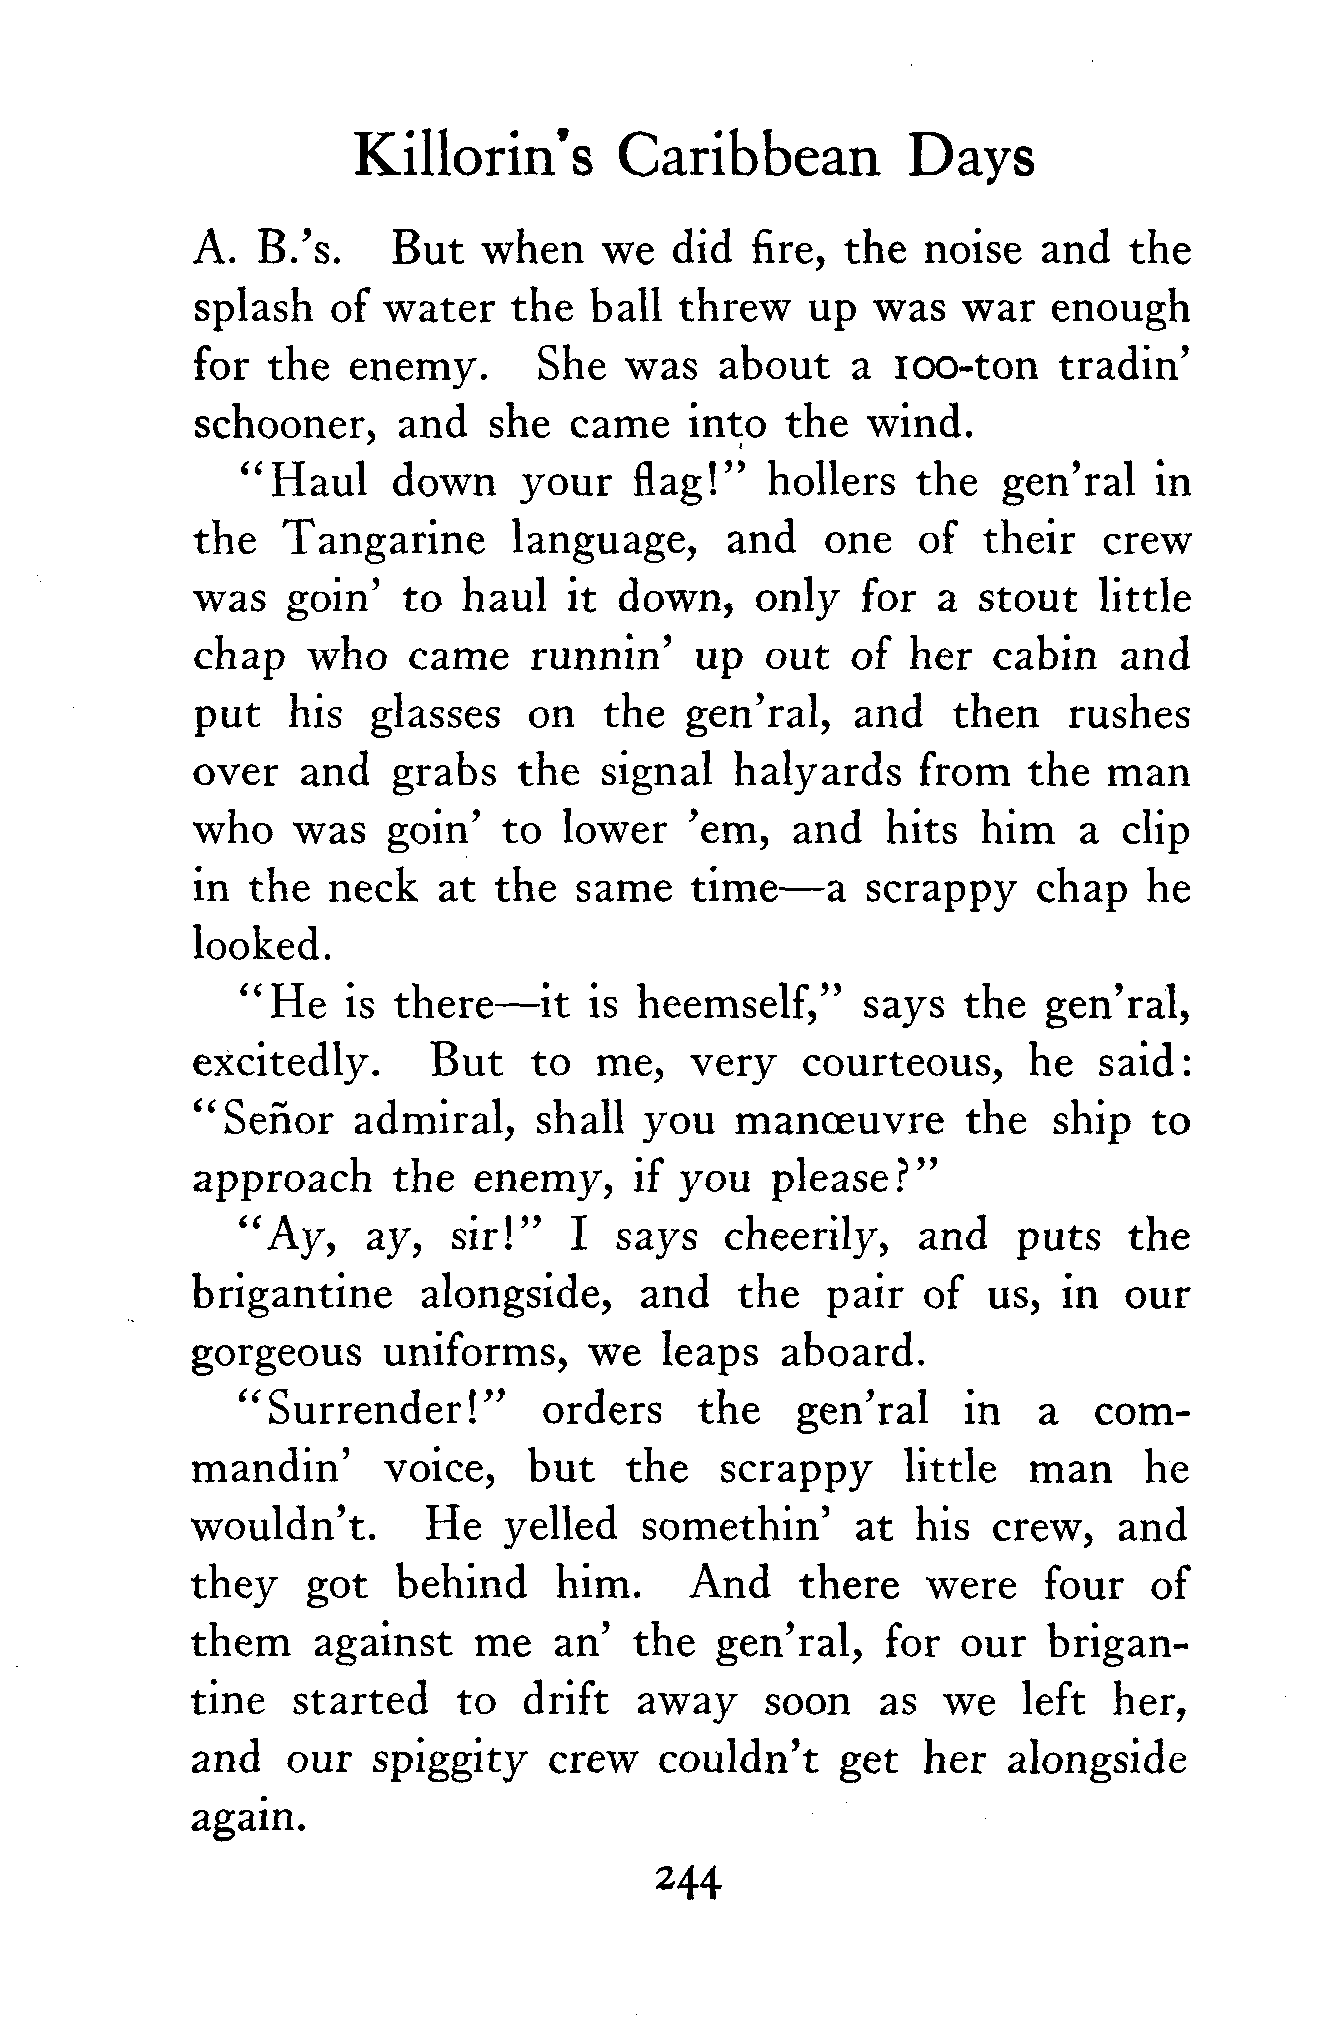 Killorin's Caribbean Days
A. B.'s. But when we did fire, the noise and the
splash of water the ball threw up was war enough
for the enemy. She was about a 100-ton tradin'
schooner, and she came into the wind.
"Haul down your flag!" hollers the gen'ral in
the Tangarine language, and one of their crew
was goin' to haul it down, only for a stout little
chap who came runnin' up out of her cabin and
put his glasses on the gen'ral, and then rushes
over and grabs the signal halyards from the man
who was goin' to lower 'em, and hits him a clip
in the neck at the same time—a scrappy chap he
looked.
"He is there—it is heemself," says the gen'ral,
excitedly. But to me, very courteous, he said:
"Señor admiral, shall you manœuvre the ship to
approach the enemy, if you please?"
"Ay, ay, sir!" I says cheerily, and puts the
brigantine alongside, and the pair of us, in our
gorgeous uniforms, we leaps aboard.
"Surrender!" orders the gen'ral in a com-
mandin' voice, but the scrappy little man he
wouldn't. He yelled somethin' at his crew, and
they got behind him. And there were four of
them against me an' the gen'ral, for our brigan-
tine started to drift away soon as we left her,
and our spiggity crew couldn't get her alongside
again.
244